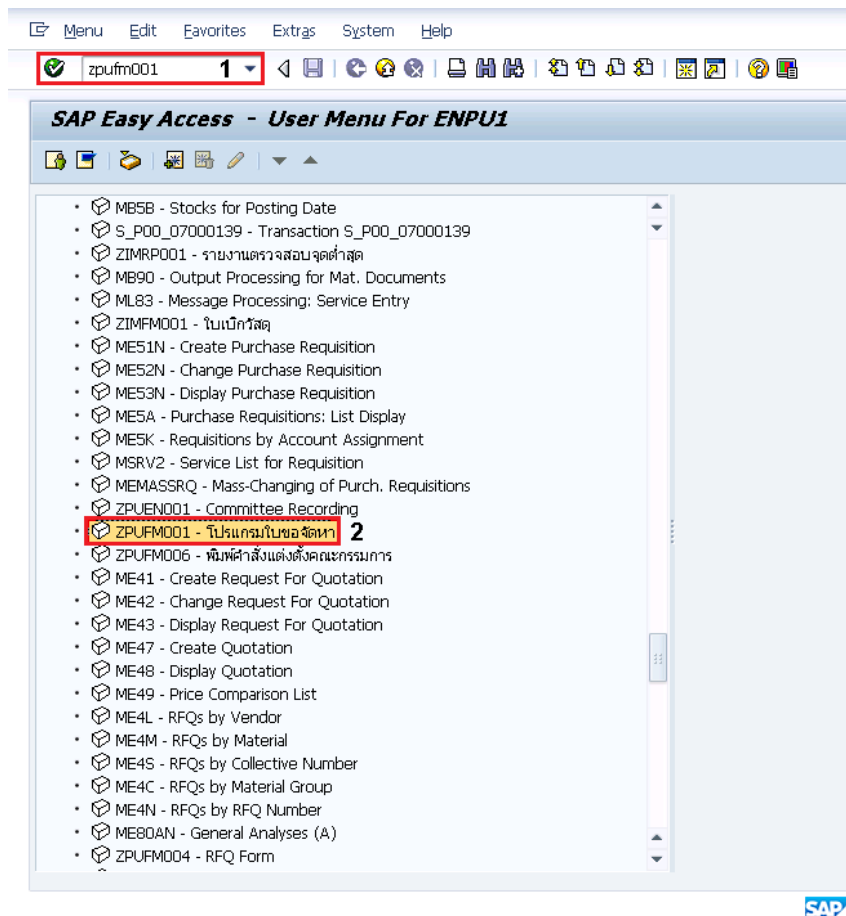 Menu Edit Favorites Extras System Help
zpufm001 1
SAP Easy Access - User Menu For ENPU1
MB5B - Stocks for Posting Date
S_P00_07000139 - Transaction S_P00_07000139
ZIMRP001 - รายงานตรวจสอบจุดต่ำสุด
MB90 - Output Processing for Mat. Documents
ML83 - Message Processing: Service Entry
ZIMFM001 - ใบเบิกวัสดุ
ME51N - Create Purchase Requisition
ME52N - Change Purchase Requisition
ME53N - Display Purchase Requisition
ME5A - Purchase Requisitions: List Display
ME5K - Requisitions by Account Assignment
MSRV2 - Service List for Requisition
MEMASSRQ - Mass-Changing of Purch. Requisitions
ZPUEN001 - Committee Recording
ZPUFM001 - โปรแกรมใบขอจัดหา 2
ZPUFM006 - พิมพ์คำสั่งแต่งตั้งคณะกรรมการ
ME41 - Create Request For Quotation
ME42 - Change Request For Quotation
ME43 - Display Request For Quotation
ME47 - Create Quotation
ME48 - Display Quotation
ME49 - Price Comparison List
ME4L - RFQs by Vendor
ME4M - RFQs by Material
ME4S - RFQs by Collective Number
ME4C - RFQs by Material Group
ME4N - RFQs by RFQ Number
ME80AN - General Analyses (A)
ZPUFM004 - RFQ Form
SAP